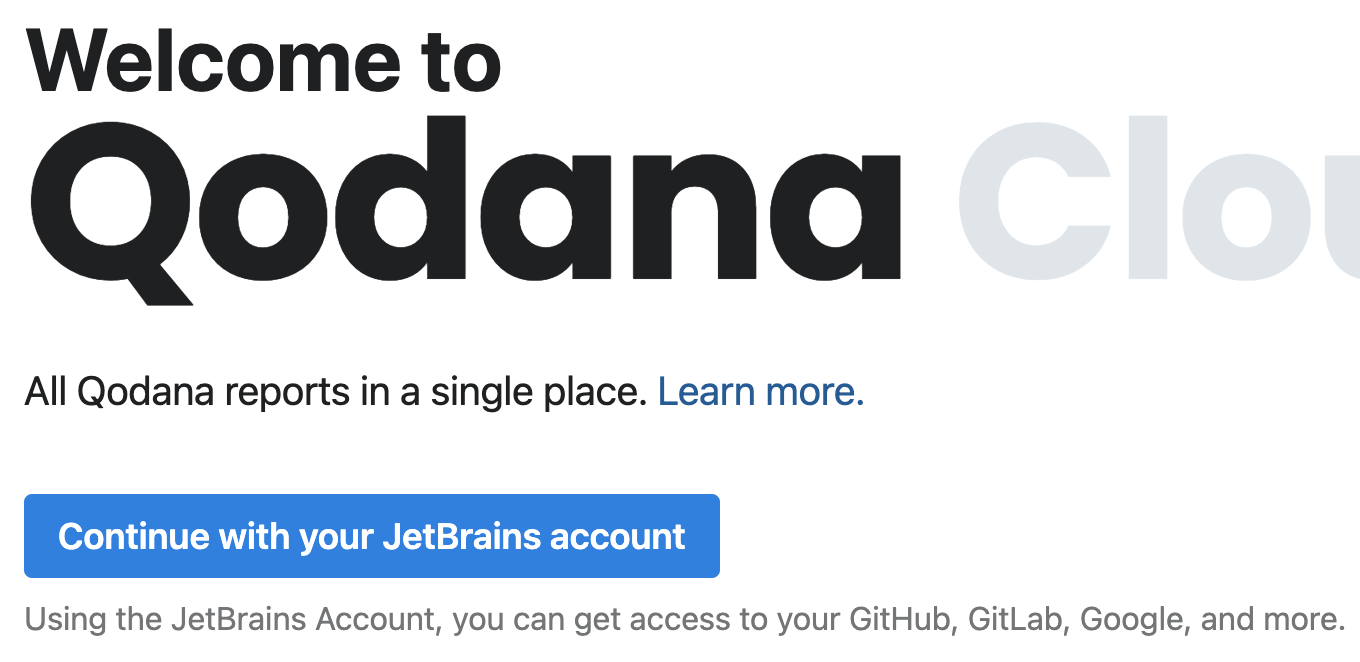 Welcome to
Qodana Clou
All Qodana reports in a single place. Learn more.
Continue with your JetBrains account
Using the JetBrains Account, you can get access to your GitHub, GitLab, Google, and more.